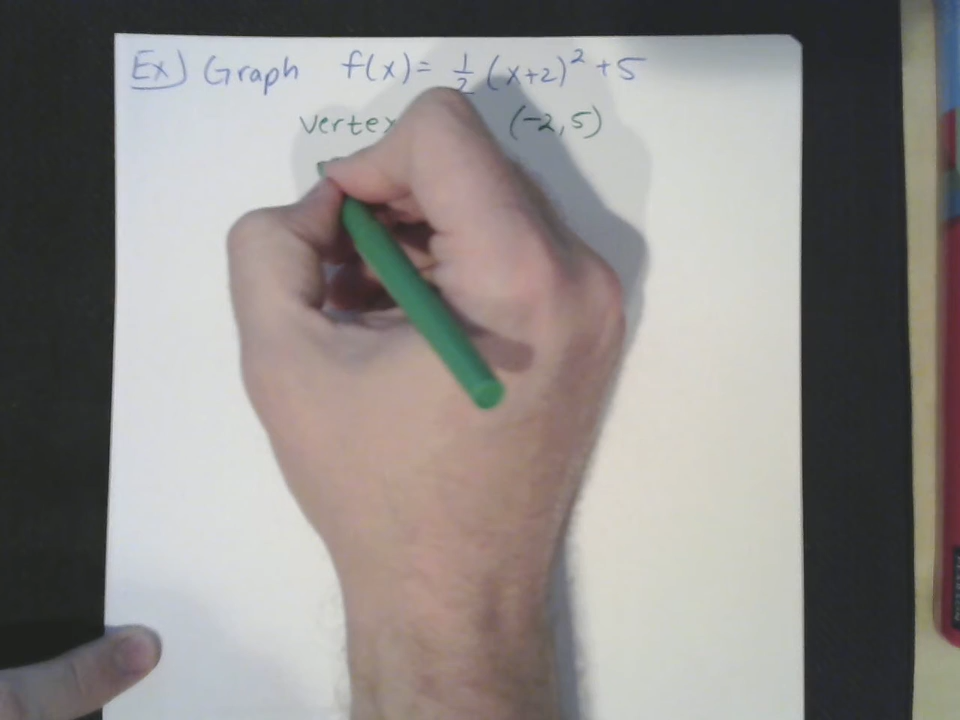 Ex) Graph f(x) = 1/2 (x+2)² + 5
vertex (-2,5)